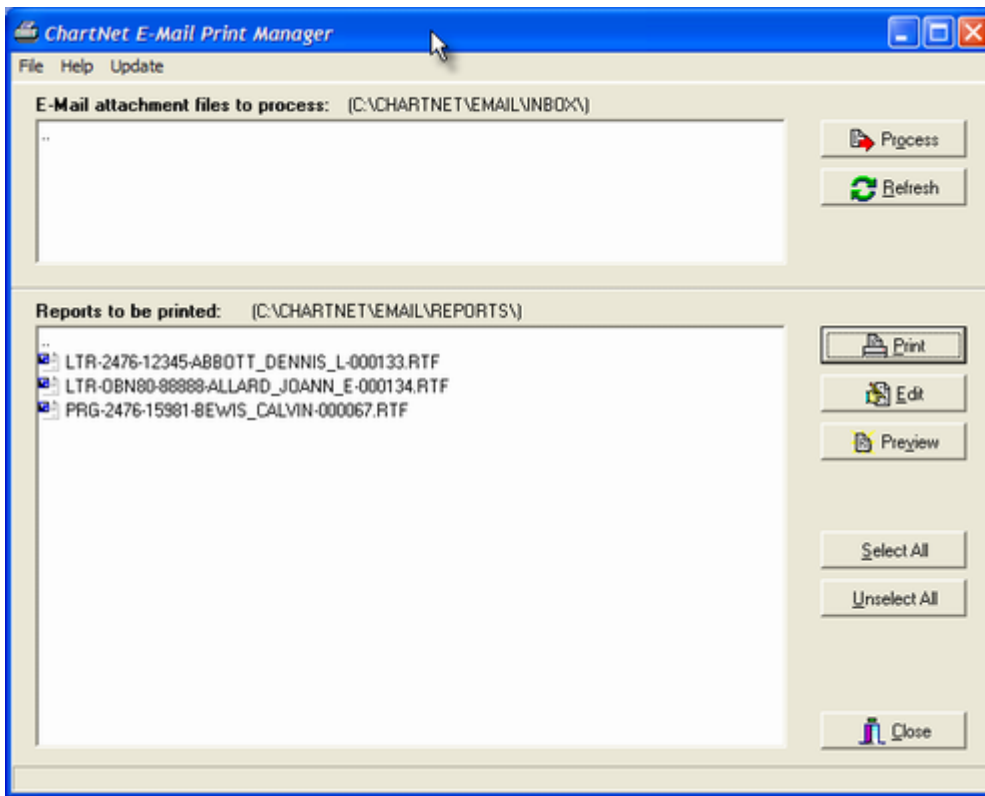 ChartNet E-Mail Print Manager
File Help Update
E-Mail attachment files to process: (C:\CHARTNET\EMAIL\INBOX\)
..
Process
Refresh
Reports to be printed: (C:\CHARTNET\EMAIL\REPORTS\)
..
LTR-2476-12345-ABBOTT_DENNIS_L-000133.RTF
LTR-OBN80-88888-ALLARD_JOANN_E-000134.RTF
PRG-2476-15981-BEWIS_CALVIN-000067.RTF
Print
Edit
Preview
Select All
Unselect All
Close